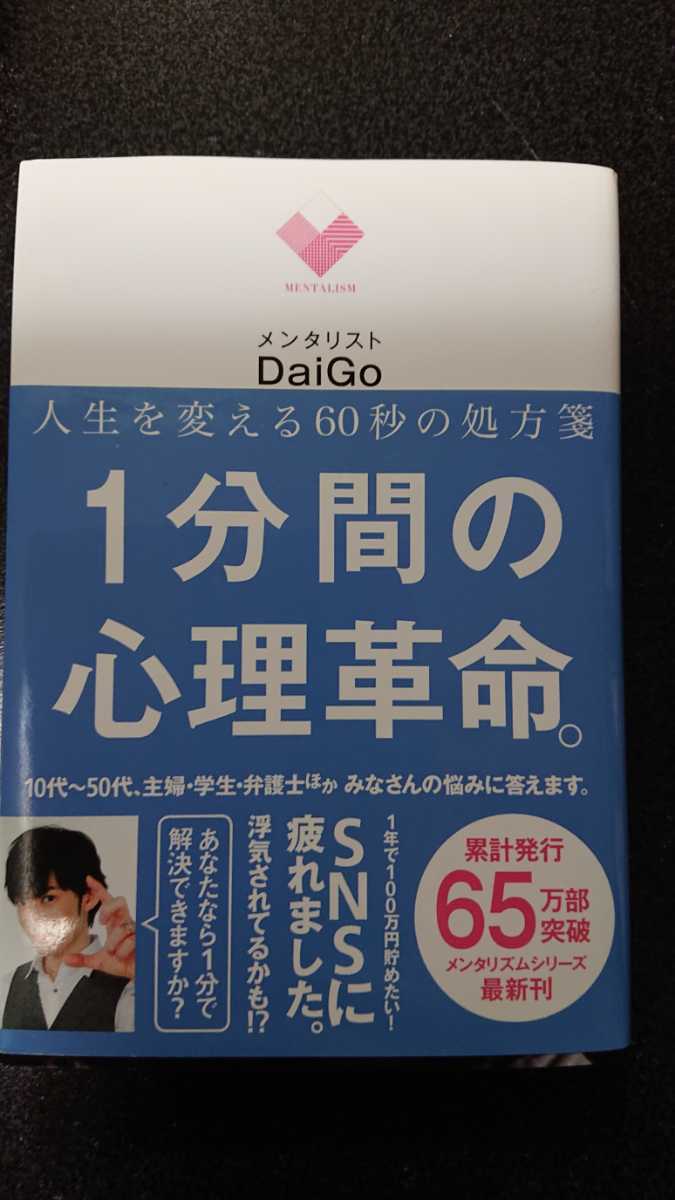 MENTALISM
メンタリスト
DaiGo
人生を変える60秒の処方箋
1分間の
心理革命。
10代～50代、主婦・学生・弁護士ほか みなさんの悩みに答えます。
1年で100万円貯めたい！
SNSに
疲れました。
浮気されてるかも!?
あなたなら1分で
解決できますか？
累計発行
65万部
突破
メンタリズムシリーズ
最新刊